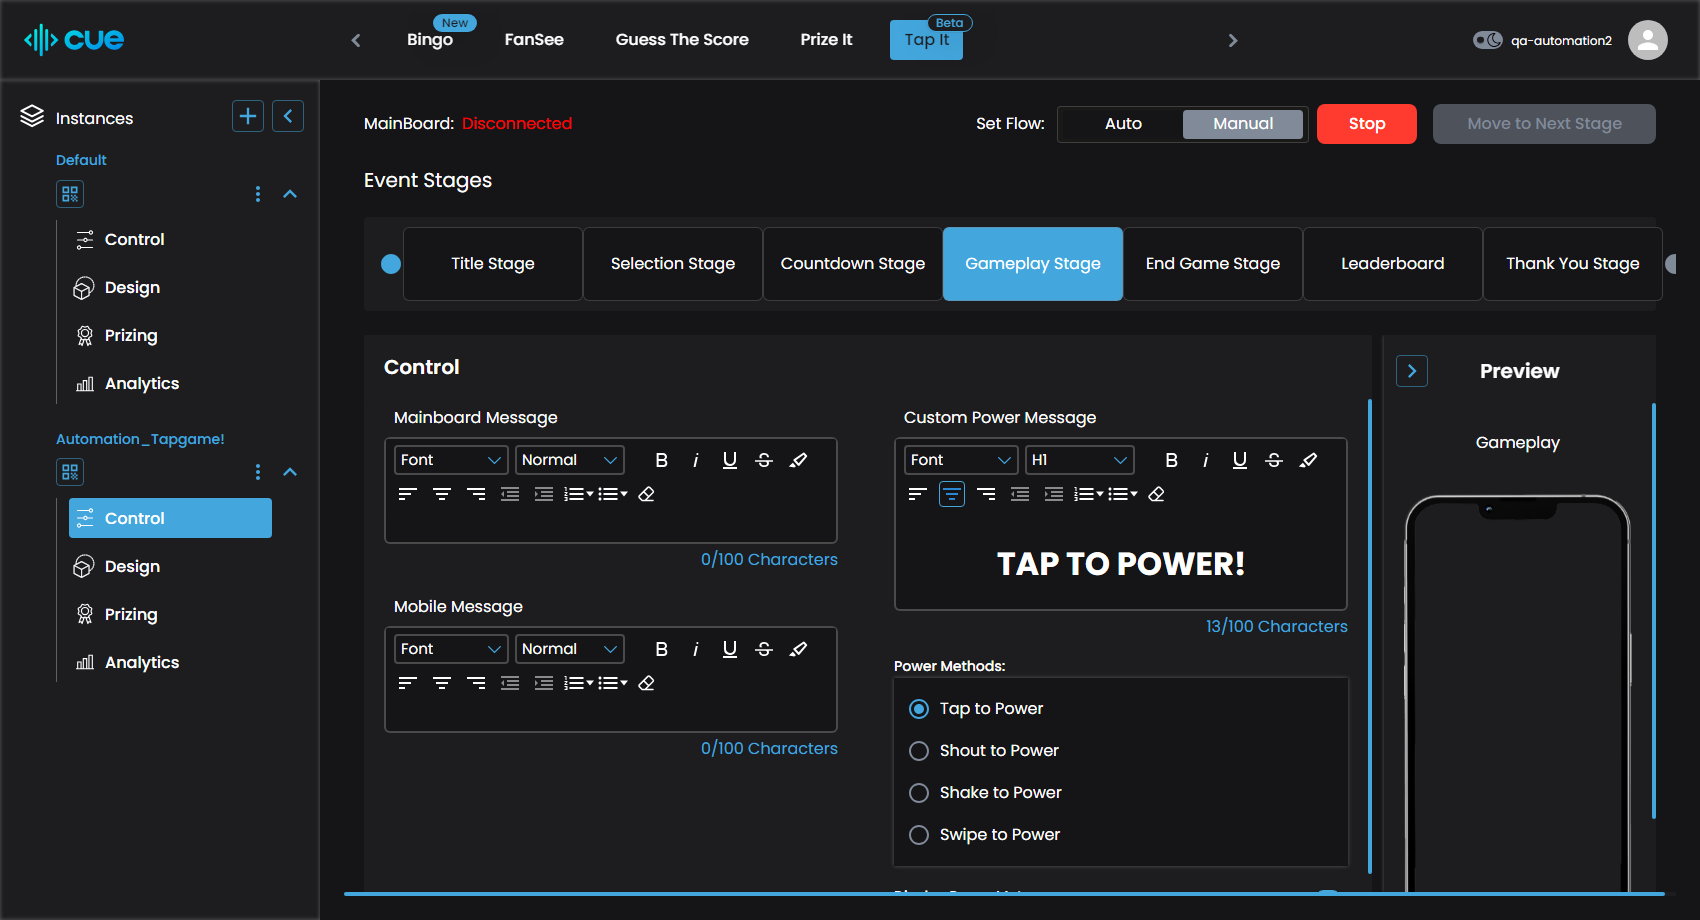 cue
Bingo
New
FanSee
Guess The Score
Prize It
Tap It
Beta
qa-automation2
Instances
Default
Control
Design
Prizing
Analytics
Automation_Tapgame!
Control
Design
Prizing
Analytics
MainBoard: Disconnected
Set Flow:
Auto
Manual
Stop
Move to Next Stage
Event Stages
Title Stage
Selection Stage
Countdown Stage
Gameplay Stage
End Game Stage
Leaderboard
Thank You Stage
Control
Mainboard Message
Font
Normal
B i U S
0/100 Characters
Mobile Message
Font
Normal
B i U S
0/100 Characters
Custom Power Message
Font
H1
B i U S
TAP TO POWER!
13/100 Characters
Power Methods:
Tap to Power
Shout to Power
Shake to Power
Swipe to Power
Preview
Gameplay